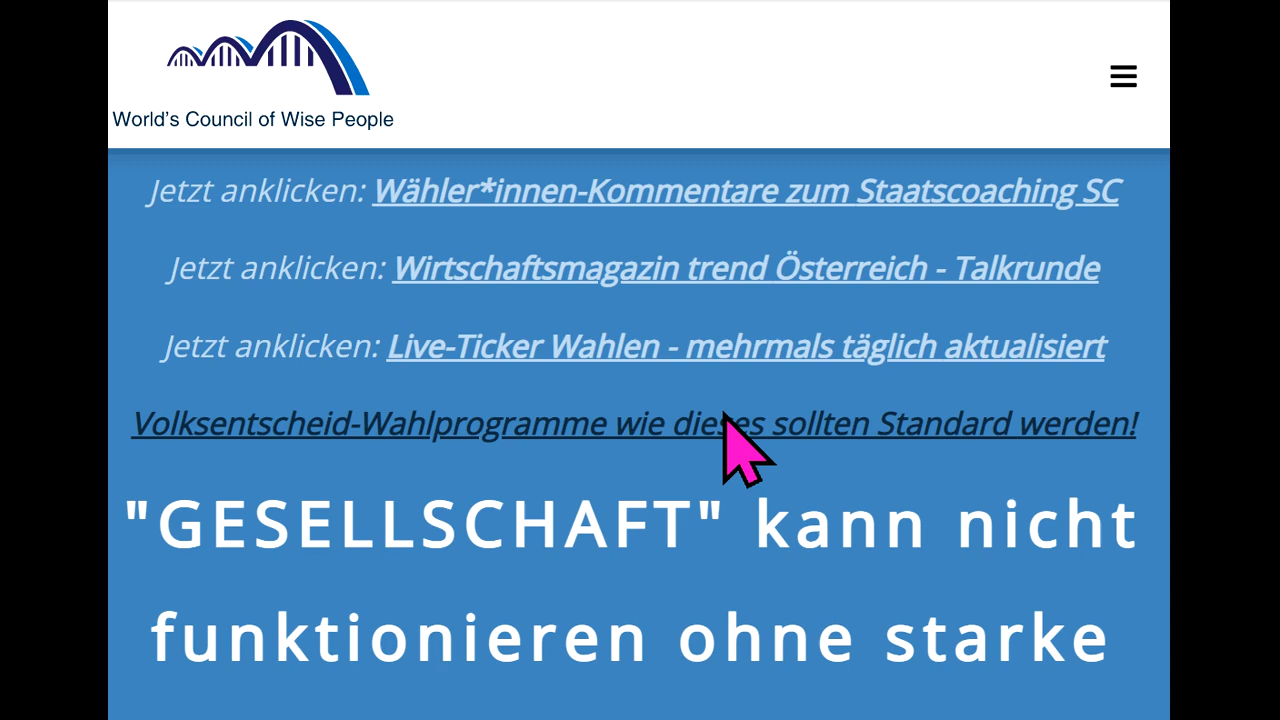 World's Council of Wise People
Jetzt anklicken: Wähler*innen-Kommentare zum Staatscoaching SC
Jetzt anklicken: Wirtschaftsmagazin trend Österreich - Talkrunde
Jetzt anklicken: Live-Ticker Wahlen - mehrmals täglich aktualisiert
Volksentscheid-Wahlprogramme wie dieses sollten Standard werden!
"GESELLSCHAFT" kann nicht
funktionieren ohne starke